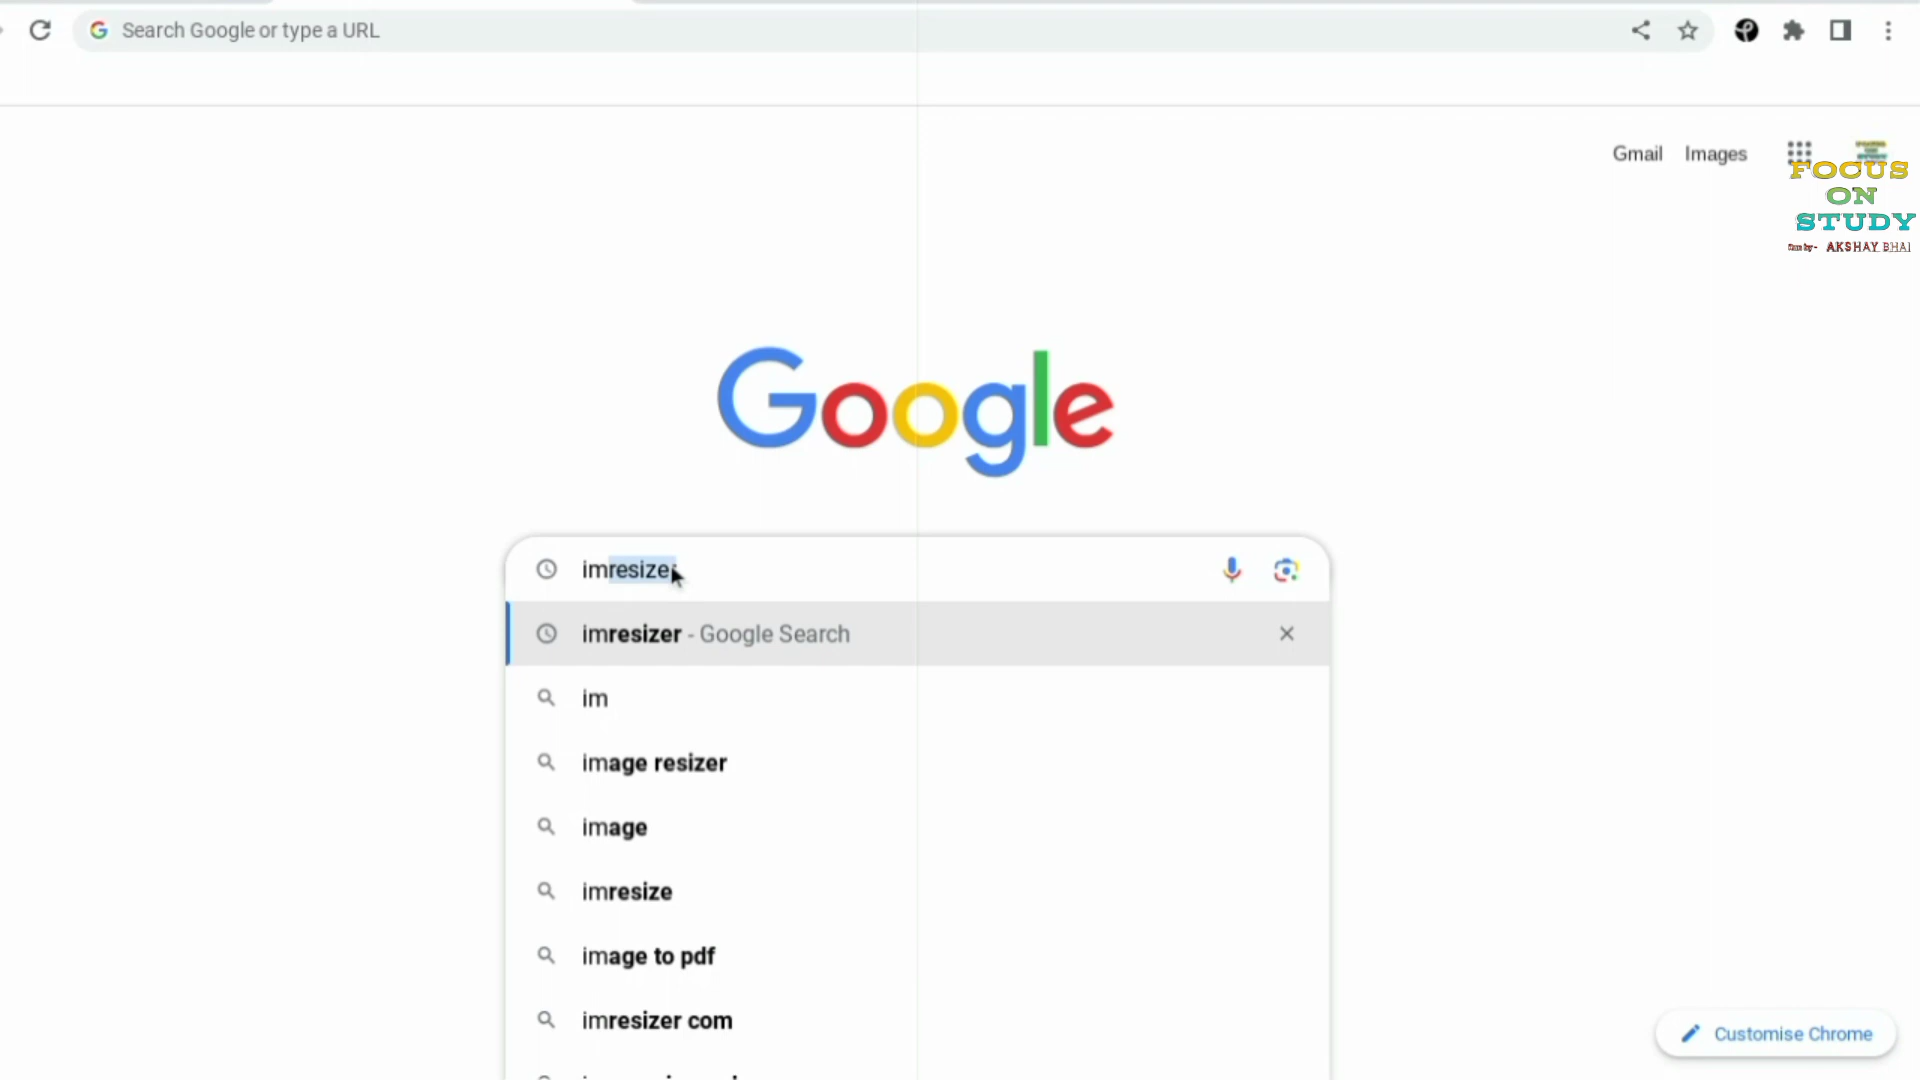 Search Google or type a URL
Gmail Images
FOCUS
ON
STUDY
AKSHAY BHAI
Google
imresizer
imresizer - Google Search
im
image resizer
image
imresize
image to pdf
imresizer com
Customise Chrome